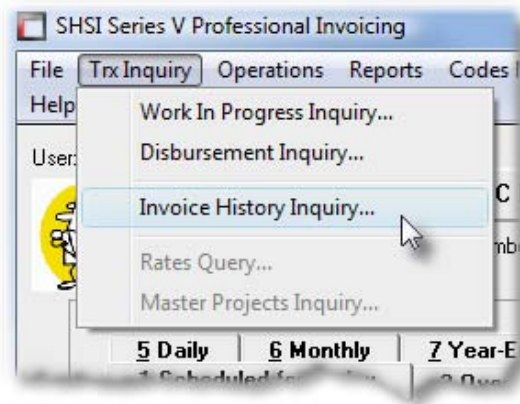 SHSI Series V Professional Invoicing
File Trx Inquiry Operations Reports Codes
Help
Work In Progress Inquiry...
Disbursement Inquiry...
User:
Invoice History Inquiry...
C
Rates Query...
Master Projects Inquiry...
5 Daily 6 Monthly 7 Year-E